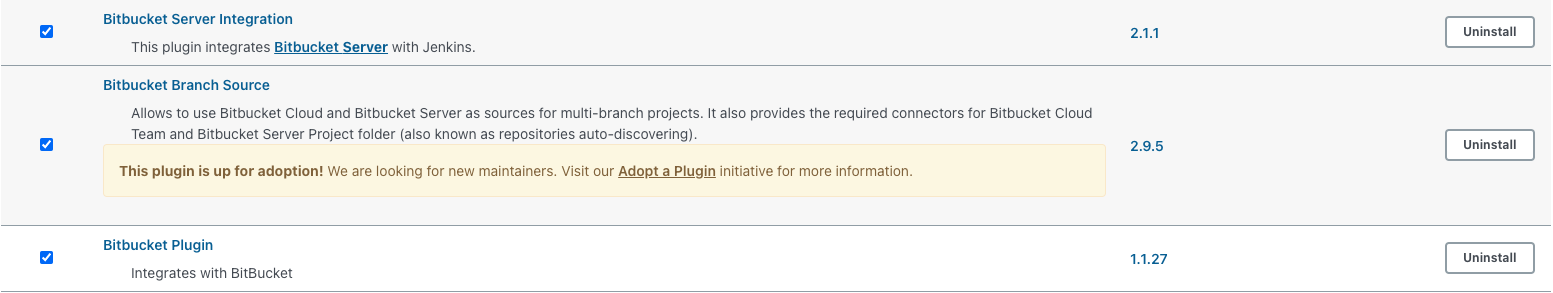 Bitbucket Server Integration
This plugin integrates Bitbucket Server with Jenkins.
2.1.1
Uninstall
Bitbucket Branch Source
Allows to use Bitbucket Cloud and Bitbucket Server as sources for multi-branch projects. It also provides the required connectors for Bitbucket Cloud
Team and Bitbucket Server Project folder (also known as repositories auto-discovering).
This plugin is up for adoption! We are looking for new maintainers. Visit our Adopt a Plugin initiative for more information.
2.9.5
Uninstall
Bitbucket Plugin
Integrates with BitBucket
1.1.27
Uninstall